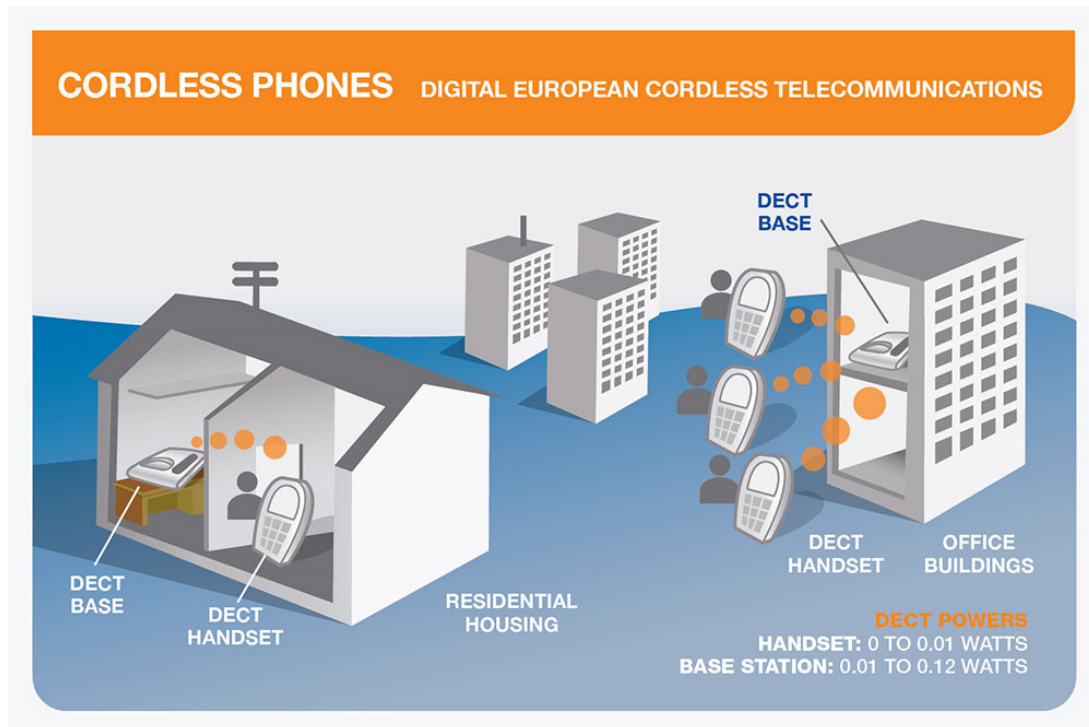 CORDLESS PHONES DIGITAL EUROPEAN CORDLESS TELECOMMUNICATIONS
DECT
BASE
DECT
BASE
DECT
HANDSET
RESIDENTIAL
HOUSING
DECT
HANDSET
OFFICE
BUILDINGS
DECT POWERS
HANDSET: 0 TO 0.01 WATTS
BASE STATION: 0.01 TO 0.12 WATTS